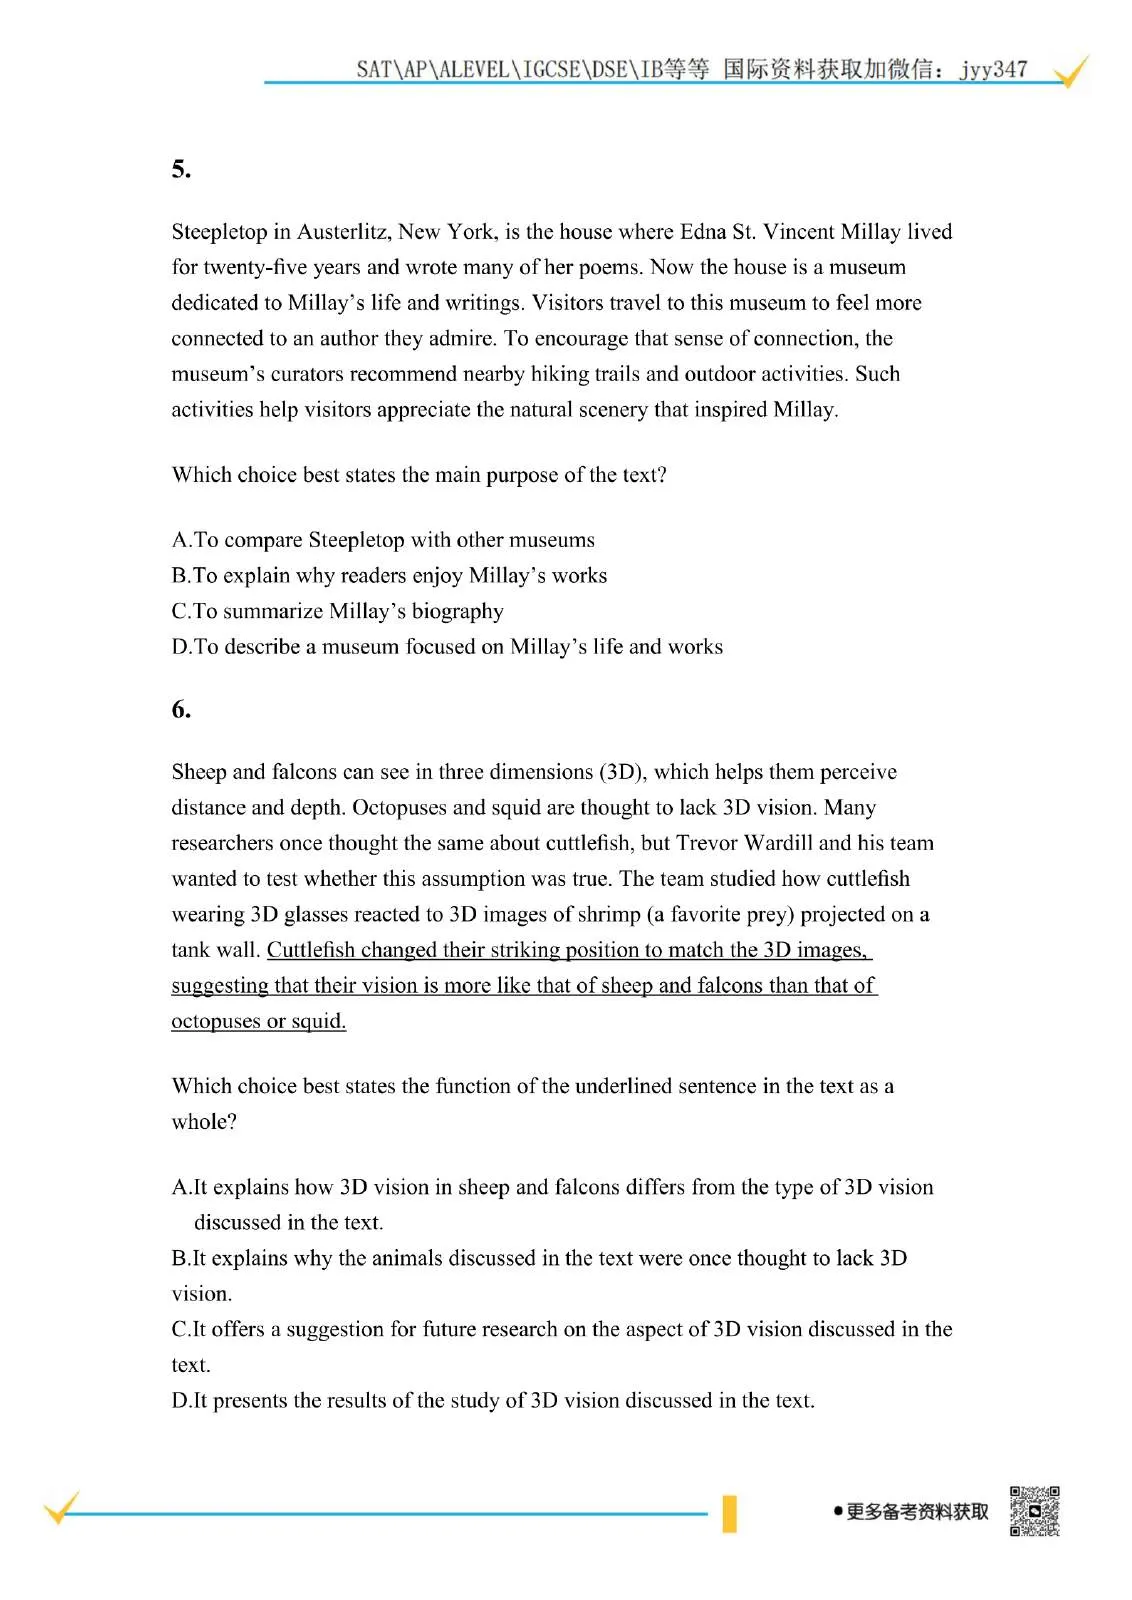 SAT\AP\ALEVEL\IGCSE\DSE\IB等等 国际资料获取加微信：jyy347
5.
Steepletop in Austerlitz, New York, is the house where Edna St. Vincent Millay lived
for twenty-five years and wrote many of her poems. Now the house is a museum
dedicated to Millay’s life and writings. Visitors travel to this museum to feel more
connected to an author they admire. To encourage that sense of connection, the
museum’s curators recommend nearby hiking trails and outdoor activities. Such
activities help visitors appreciate the natural scenery that inspired Millay.
Which choice best states the main purpose of the text?
A.To compare Steepletop with other museums
B.To explain why readers enjoy Millay’s works
C.To summarize Millay’s biography
D.To describe a museum focused on Millay’s life and works
6.
Sheep and falcons can see in three dimensions (3D), which helps them perceive
distance and depth. Octopuses and squid are thought to lack 3D vision. Many
researchers once thought the same about cuttlefish, but Trevor Wardill and his team
wanted to test whether this assumption was true. The team studied how cuttlefish
wearing 3D glasses reacted to 3D images of shrimp (a favorite prey) projected on a
tank wall. Cuttlefish changed their striking position to match the 3D images,
suggesting that their vision is more like that of sheep and falcons than that of
octopuses or squid.
Which choice best states the function of the underlined sentence in the text as a
whole?
A.It explains how 3D vision in sheep and falcons differs from the type of 3D vision
discussed in the text.
B.It explains why the animals discussed in the text were once thought to lack 3D
vision.
C.It offers a suggestion for future research on the aspect of 3D vision discussed in the
text.
D.It presents the results of the study of 3D vision discussed in the text.
•更多备考资料获取